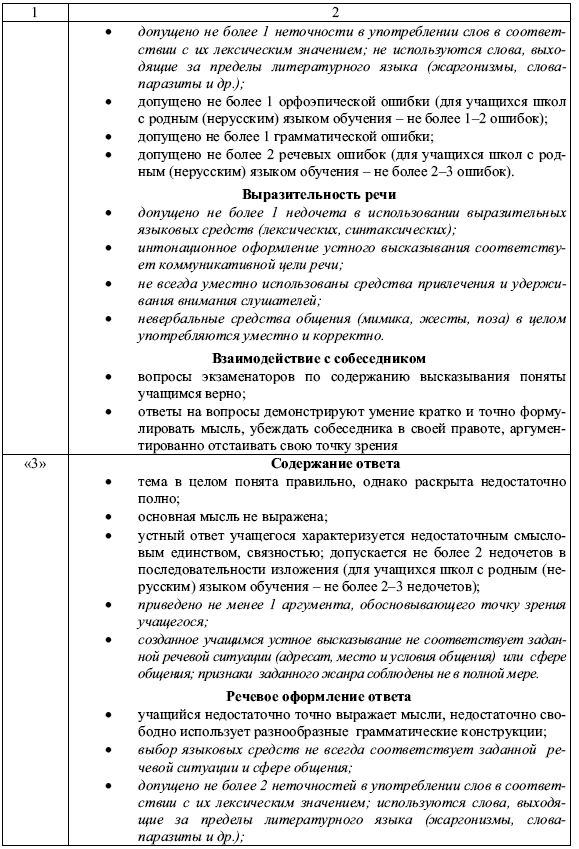 1 2
• допущено не более 1 неточности в употреблении слов в соответ-
ствии с их лексическим значением; не используются слова, выхо-
дящие за пределы литературного языка (жаргонизмы, слова-
паразиты и др.);
• допущено не более 1 орфоэпической ошибки (для учащихся школ
с родным (нерусским) языком обучения – не более 1–2 ошибок);
• допущено не более 1 грамматической ошибки;
• допущено не более 2 речевых ошибок (для учащихся школ с род-
ным (нерусским) языком обучения – не более 2–3 ошибок).
Выразительность речи
• допущено не более 1 недочета в использовании выразительных
языковых средств (лексических, синтаксических);
• интонационное оформление устного высказывания соответству-
ет коммуникативной цели речи;
• не всегда уместно использованы средства привлечения и удержи-
вания внимания слушателей;
• невербальные средства общения (мимика, жесты, поза) в целом
употребляются уместно и корректно.
Взаимодействие с собеседником
• вопросы экзаменаторов по содержанию высказывания поняты
учащимся верно;
• ответы на вопросы демонстрируют умение кратко и точно форму-
лировать мысль, убеждать собеседника в своей правоте, аргумен-
тированно отстаивать свою точку зрения
«3» Содержание ответа
• тема в целом понята правильно, однако раскрыта недостаточно
полно;
• основная мысль не выражена;
• устный ответ учащегося характеризуется недостаточным смысло-
вым единством, связностью; допускается не более 2 недочетов в
последовательности изложения (для учащихся школ с родным (не-
русским) языком обучения – не более 2–3 недочетов);
• приведено не менее 1 аргумента, обосновывающего точку зрения
учащегося;
• созданное учащимся устное высказывание не соответствует задан-
ной речевой ситуации (адресат, место и условия общения) или сфере
общения; признаки заданного жанра соблюдены не в полной мере.
Речевое оформление ответа
• учащийся недостаточно точно выражает мысли, недостаточно сво-
бодно использует разнообразные грамматические конструкции;
• выбор языковых средств не всегда соответствует заданной ре-
чевой ситуации и сфере общения;
• допущено не более 2 неточностей в употреблении слов в соответ-
ствии с их лексическим значением; используются слова, выходя-
щие за пределы литературного языка (жаргонизмы, слова-
паразиты и др.);